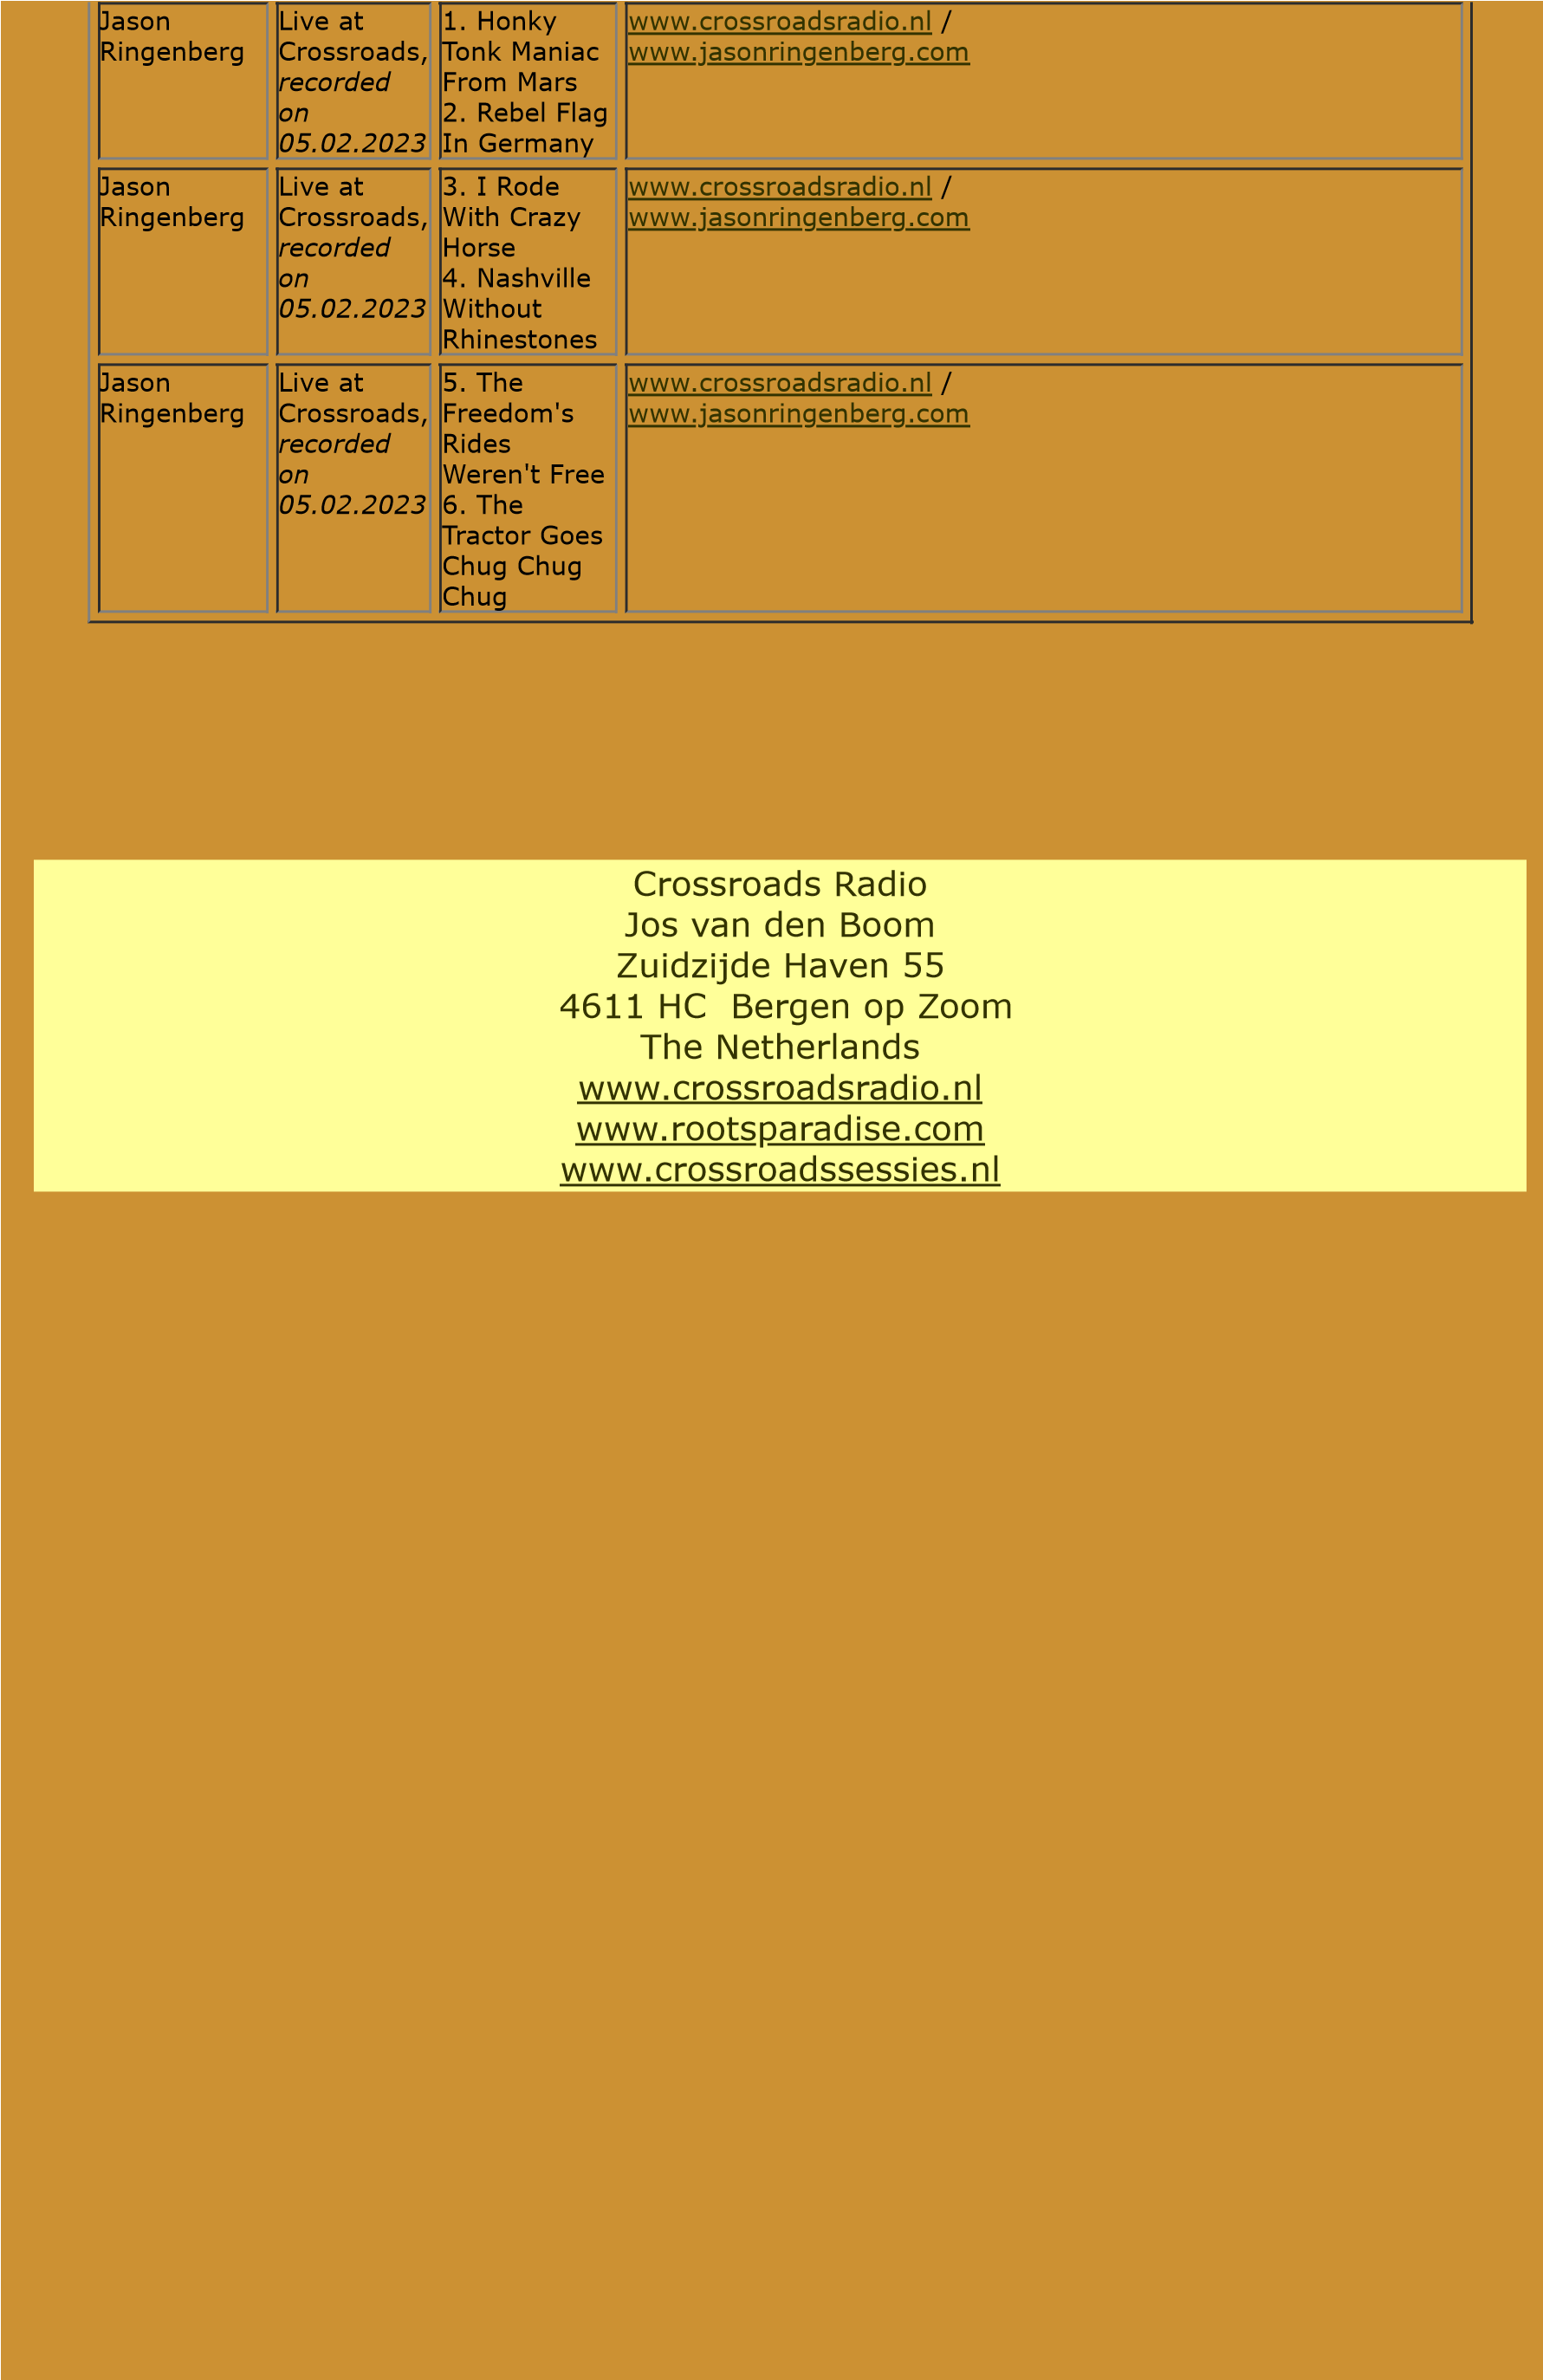 Jason
Ringenberg
Live at
Crossroads,
recorded
on
05.02.2023
1. Honky
Tonk Maniac
From Mars
2. Rebel Flag
In Germany
www.crossroadsradio.nl /
www.jasonringenberg.com
Jason
Ringenberg
Live at
Crossroads,
recorded
on
05.02.2023
3. I Rode
With Crazy
Horse
4. Nashville
Without
Rhinestones
www.crossroadsradio.nl /
www.jasonringenberg.com
Jason
Ringenberg
Live at
Crossroads,
recorded
on
05.02.2023
5. The
Freedom's
Rides
Weren't Free
6. The
Tractor Goes
Chug Chug
Chug
www.crossroadsradio.nl /
www.jasonringenberg.com
Crossroads Radio
Jos van den Boom
Zuidzijde Haven 55
4611 HC  Bergen op Zoom
The Netherlands
www.crossroadsradio.nl
www.rootsparadise.com
www.crossroadssessies.nl